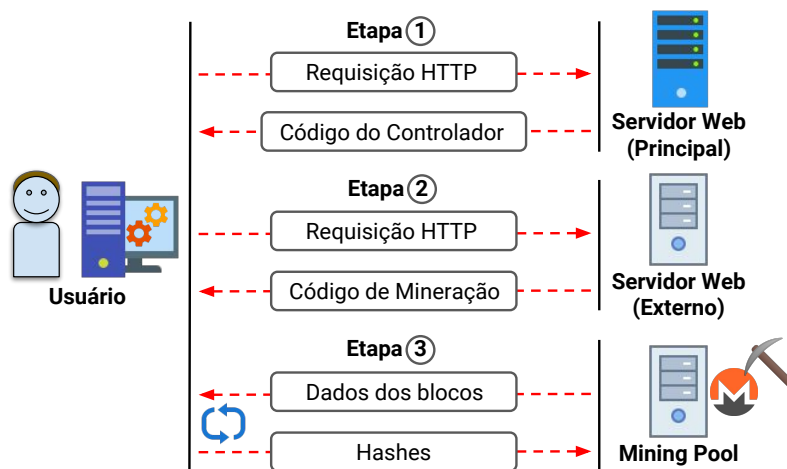 Etapa 1
Requisição HTTP
Código do Controlador
Servidor Web
(Principal)
Etapa 2
Requisição HTTP
Código de Mineração
Servidor Web
(Externo)
Usuário
Etapa 3
Dados dos blocos
Hashes
Mining Pool